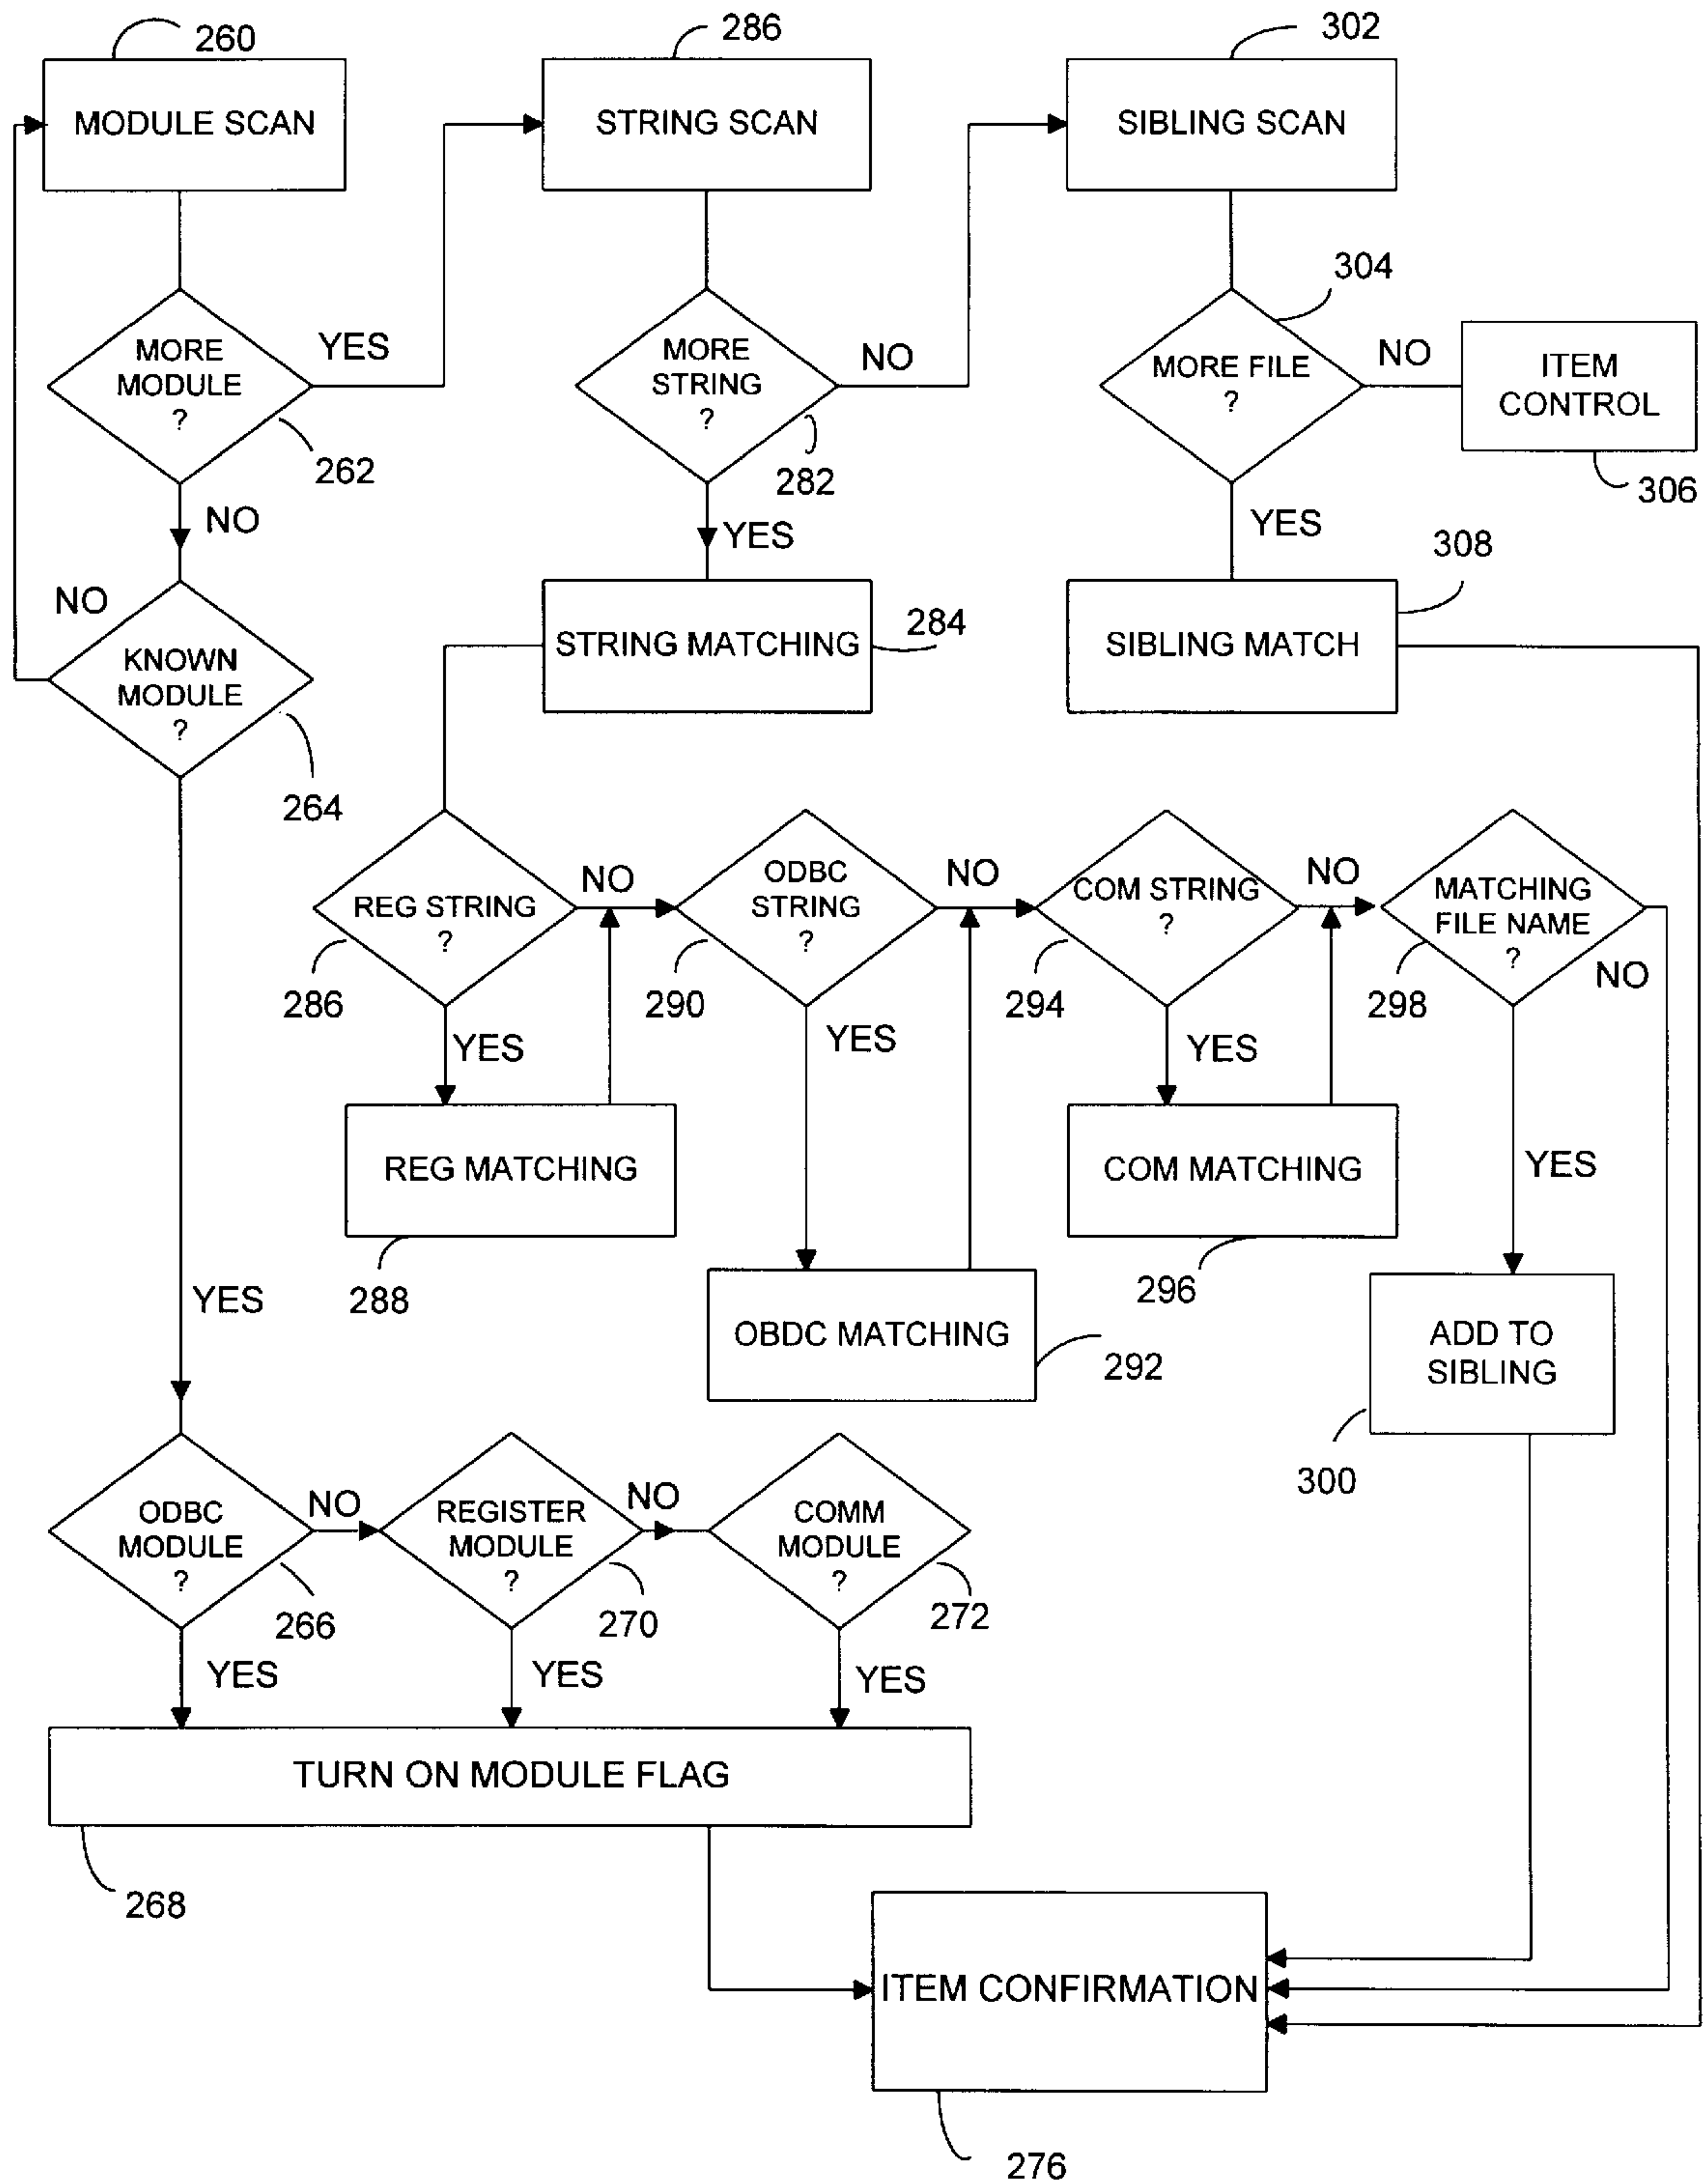 260
286
302
MODULE SCAN
STRING SCAN
SIBLING SCAN
304
MORE
MODULE
?
YES
262
NO
MORE
STRING
?
NO
282
YES
MORE FILE
?
NO
YES
ITEM
CONTROL
306
308
NO
KNOWN
MODULE
?
264
STRING MATCHING
284
SIBLING MATCH
REG STRING
?
286
NO
YES
ODBC
STRING
?
290
NO
YES
COM STRING
?
294
NO
YES
MATCHING
FILE NAME
?
298
NO
YES
REG MATCHING
288
COM MATCHING
296
YES
OBDC MATCHING
292
ADD TO
SIBLING
300
ODBC
MODULE
?
266
NO
YES
REGISTER
MODULE
?
270
NO
YES
COMM
MODULE
?
272
YES
TURN ON MODULE FLAG
268
ITEM CONFIRMATION
276